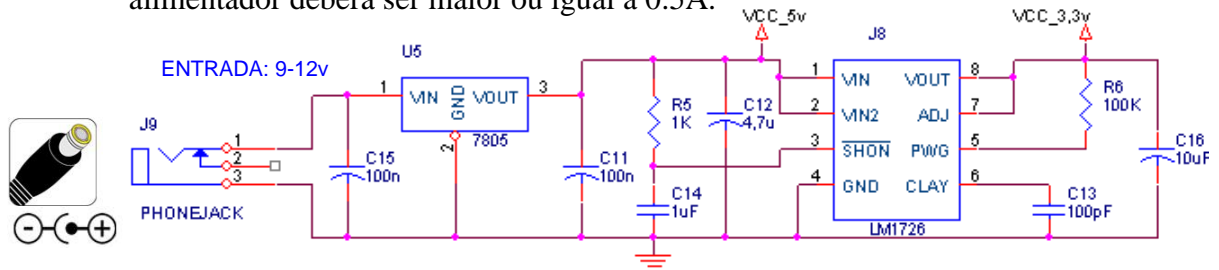 alimentador deberá ser maior ou igual a 0.5A.
VCC_5v
VCC_3,3v
U5
J8
ENTRADA: 9-12v
1
VIN
GND
VOUT
3
2
7805
J9
1
2
3
PHONEJACK
C15
100n
C11
100n
R5
1K
C12
4,7u
C14
1uF
1
VIN
VOUT
8
2
VIN2
ADJ
7
3
SHON
PWG
5
4
GND
CLAY
6
LM1726
R6
100K
C16
10uF
C13
100pF